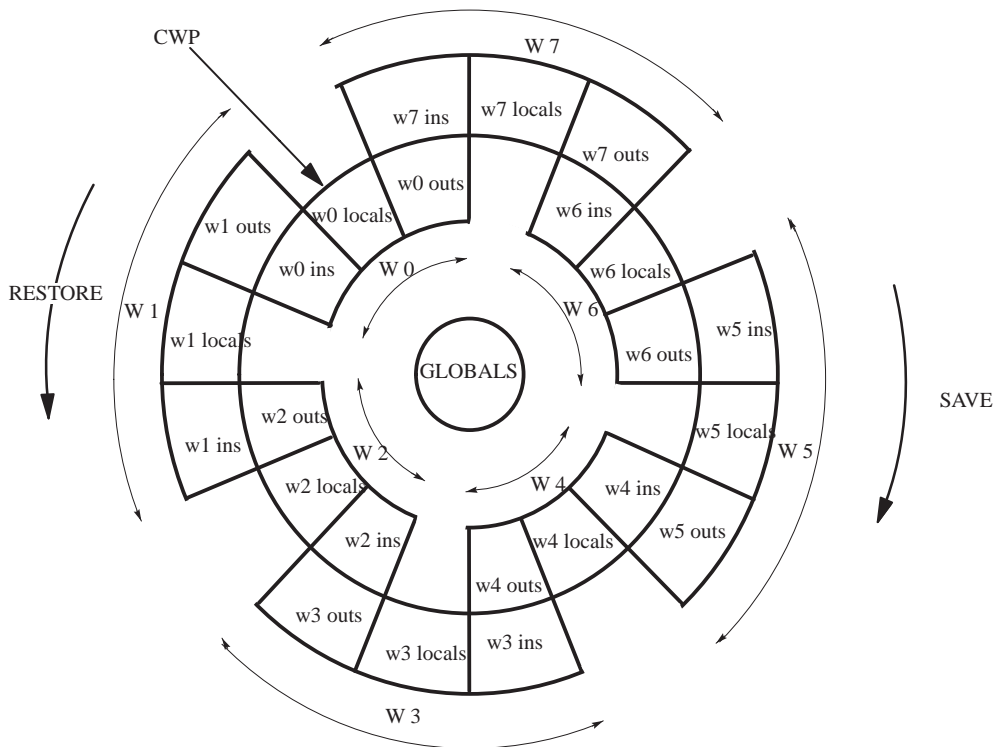 CWP
W 7
w7 ins
w7 locals
w7 outs
w0 outs
w0 locals
w1 outs
w6 ins
w0 ins
W 0
w6 locals
RESTORE
W 1
W 6
w5 ins
w1 locals
w6 outs
GLOBALS
SAVE
w2 outs
w5 locals
w1 ins
W 2
W 5
w2 locals
W 4
w4 ins
w2 ins
w4 locals
w5 outs
w4 outs
w3 outs
w3 ins
w3 locals
W 3